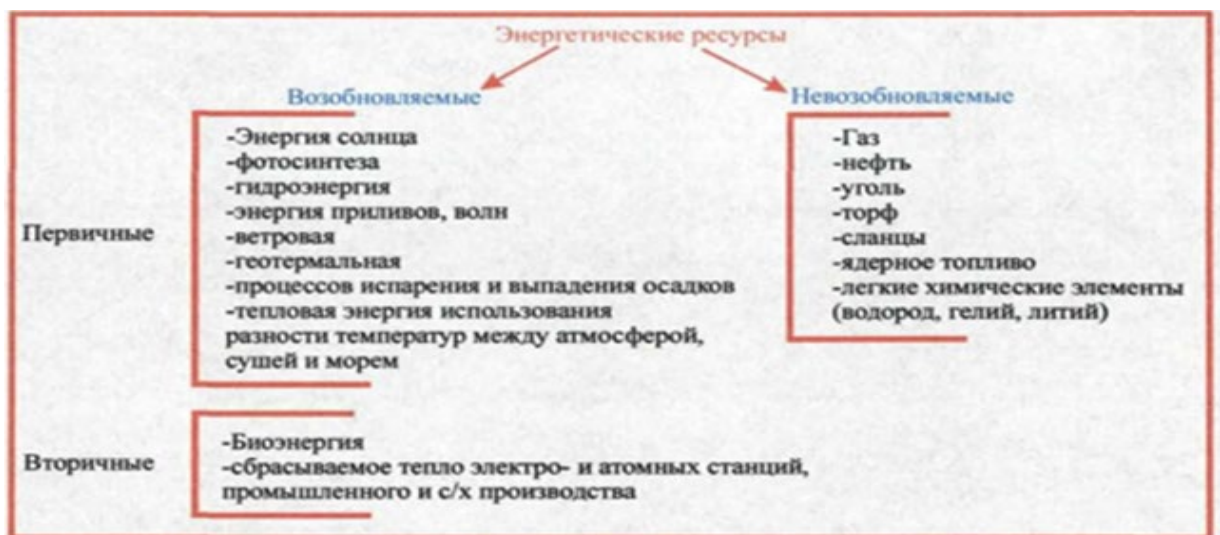 Энергетические ресурсы
Возобновляемые
Невозобновляемые
Первичные
-Энергия солнца
-фотосинтеза
-гидроэнергия
-энергия приливов, волн
-ветровая
-геотермальная
-процессов испарения и выпадения осадков
-тепловая энергия использования
разности температур между атмосферой,
сушей и морем
-Газ
-нефть
-уголь
-торф
-сланцы
-ядерное топливо
-легкие химические элементы
(водород, гелий, литий)
Вторичные
-Биоэнергия
-сбрасываемое тепло электро- и атомных станций,
промышленного и с/х производства